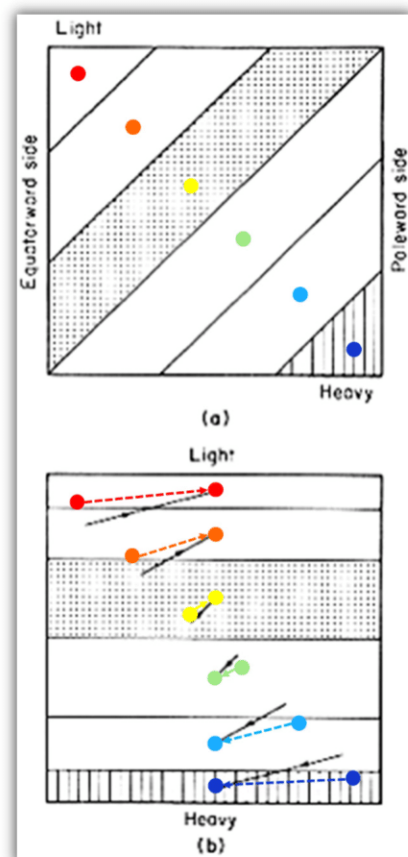 Light
Equatorward side
Poleward side
Heavy
(a)
Light
Heavy
(b)